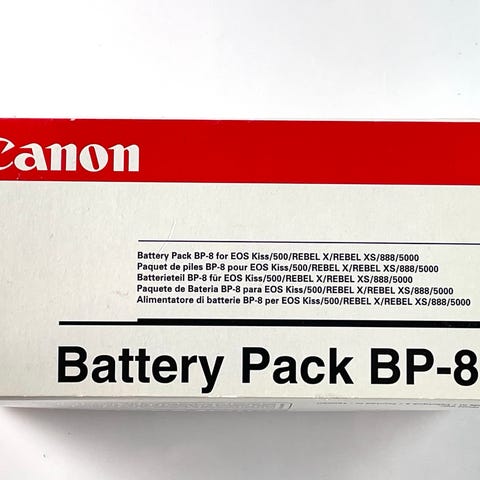 Canon
Battery Pack BP-8 for EOS Kiss/500/REBEL X/REBEL XS/888/5000
Paquet de piles BP-8 pour EOS Kiss/500/REBEL X/REBEL XS/888/5000
Batterieteil BP-8 für EOS Kiss/500/REBEL X/REBEL XS/888/5000
Paquete de Bateria BP-8 para EOS Kiss/500/REBEL X/REBEL XS/888/5000
Alimentatore di batterie BP-8 per EOS Kiss/500/REBEL X/REBEL XS/888/5000
Battery Pack BP-8